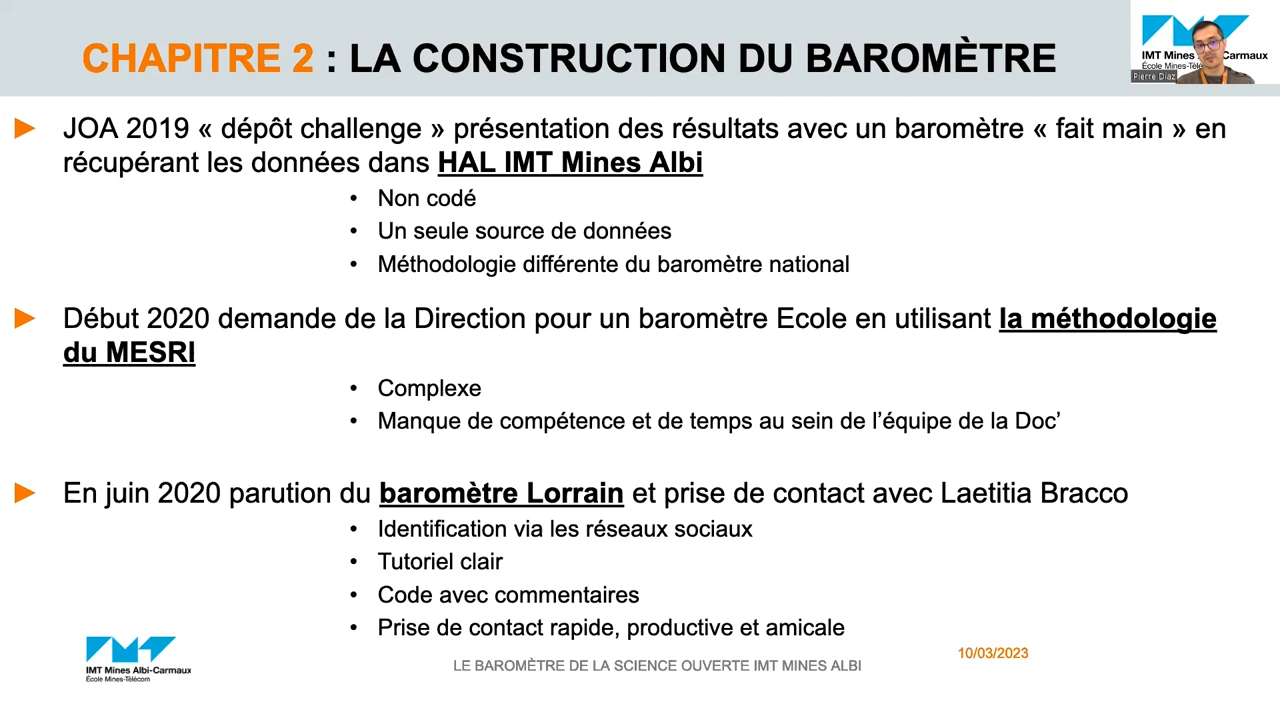 CHAPITRE 2 : LA CONSTRUCTION DU BAROMÈTRE
IMT Mines Carmaux
École Mines-Télé
Pierre Diaz
► JOA 2019 « dépôt challenge » présentation des résultats avec un baromètre « fait main » en
récupérant les données dans HAL IMT Mines Albi
• Non codé
• Un seule source de données
• Méthodologie différente du baromètre national
► Début 2020 demande de la Direction pour un baromètre Ecole en utilisant la méthodologie
du MESRI
• Complexe
• Manque de compétence et de temps au sein de l’équipe de la Doc’
► En juin 2020 parution du baromètre Lorrain et prise de contact avec Laetitia Bracco
• Identification via les réseaux sociaux
• Tutoriel clair
• Code avec commentaires
• Prise de contact rapide, productive et amicale
IMT Mines Albi-Carmaux
École Mines-Télécom
LE BAROMÈTRE DE LA SCIENCE OUVERTE IMT MINES ALBI
10/03/2023